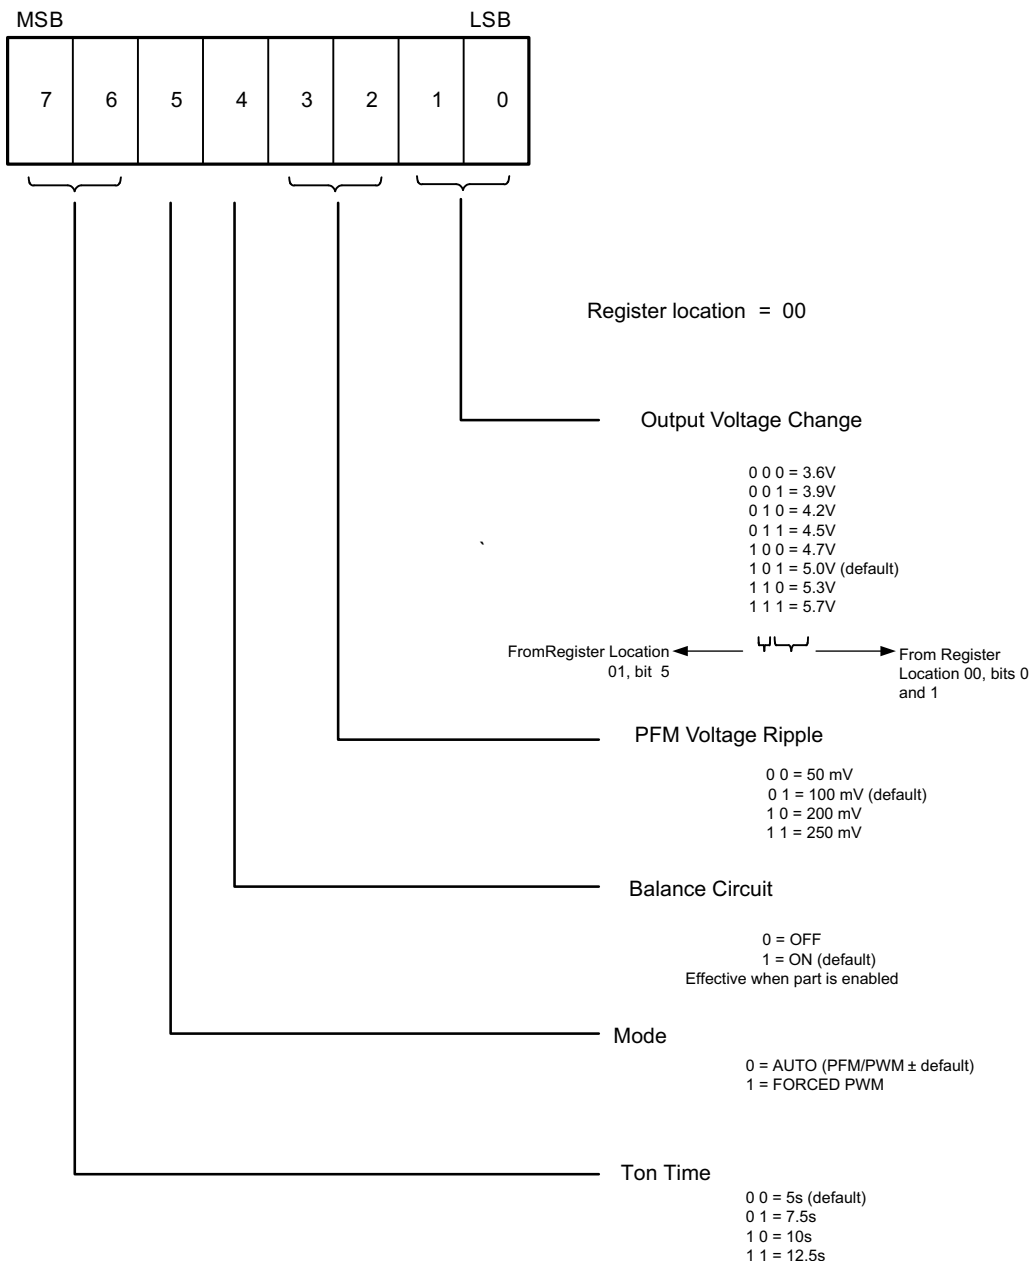 MSB LSB
7 6 5 4 3 2 1 0
Register location = 00
Output Voltage Change
0 0 0 = 3.6V
0 0 1 = 3.9V
0 1 0 = 4.2V
0 1 1 = 4.5V
1 0 0 = 4.7V
1 0 1 = 5.0V (default)
1 1 0 = 5.3V
1 1 1 = 5.7V
FromRegister Location
01, bit 5
From Register
Location 00, bits 0
and 1
PFM Voltage Ripple
0 0 = 50 mV
0 1 = 100 mV (default)
1 0 = 200 mV
1 1 = 250 mV
Balance Circuit
0 = OFF
1 = ON (default)
Effective when part is enabled
Mode
0 = AUTO (PFM/PWM ± default)
1 = FORCED PWM
Ton Time
0 0 = 5s (default)
0 1 = 7.5s
1 0 = 10s
1 1 = 12.5s